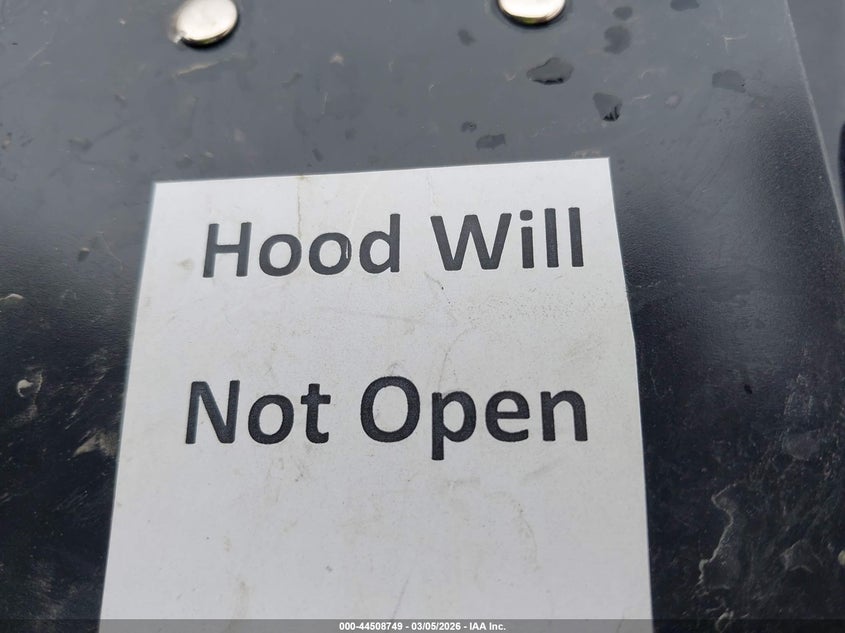 Hood Will
Not Open
000-44508749 - 03/05/2026 - IAA Inc.